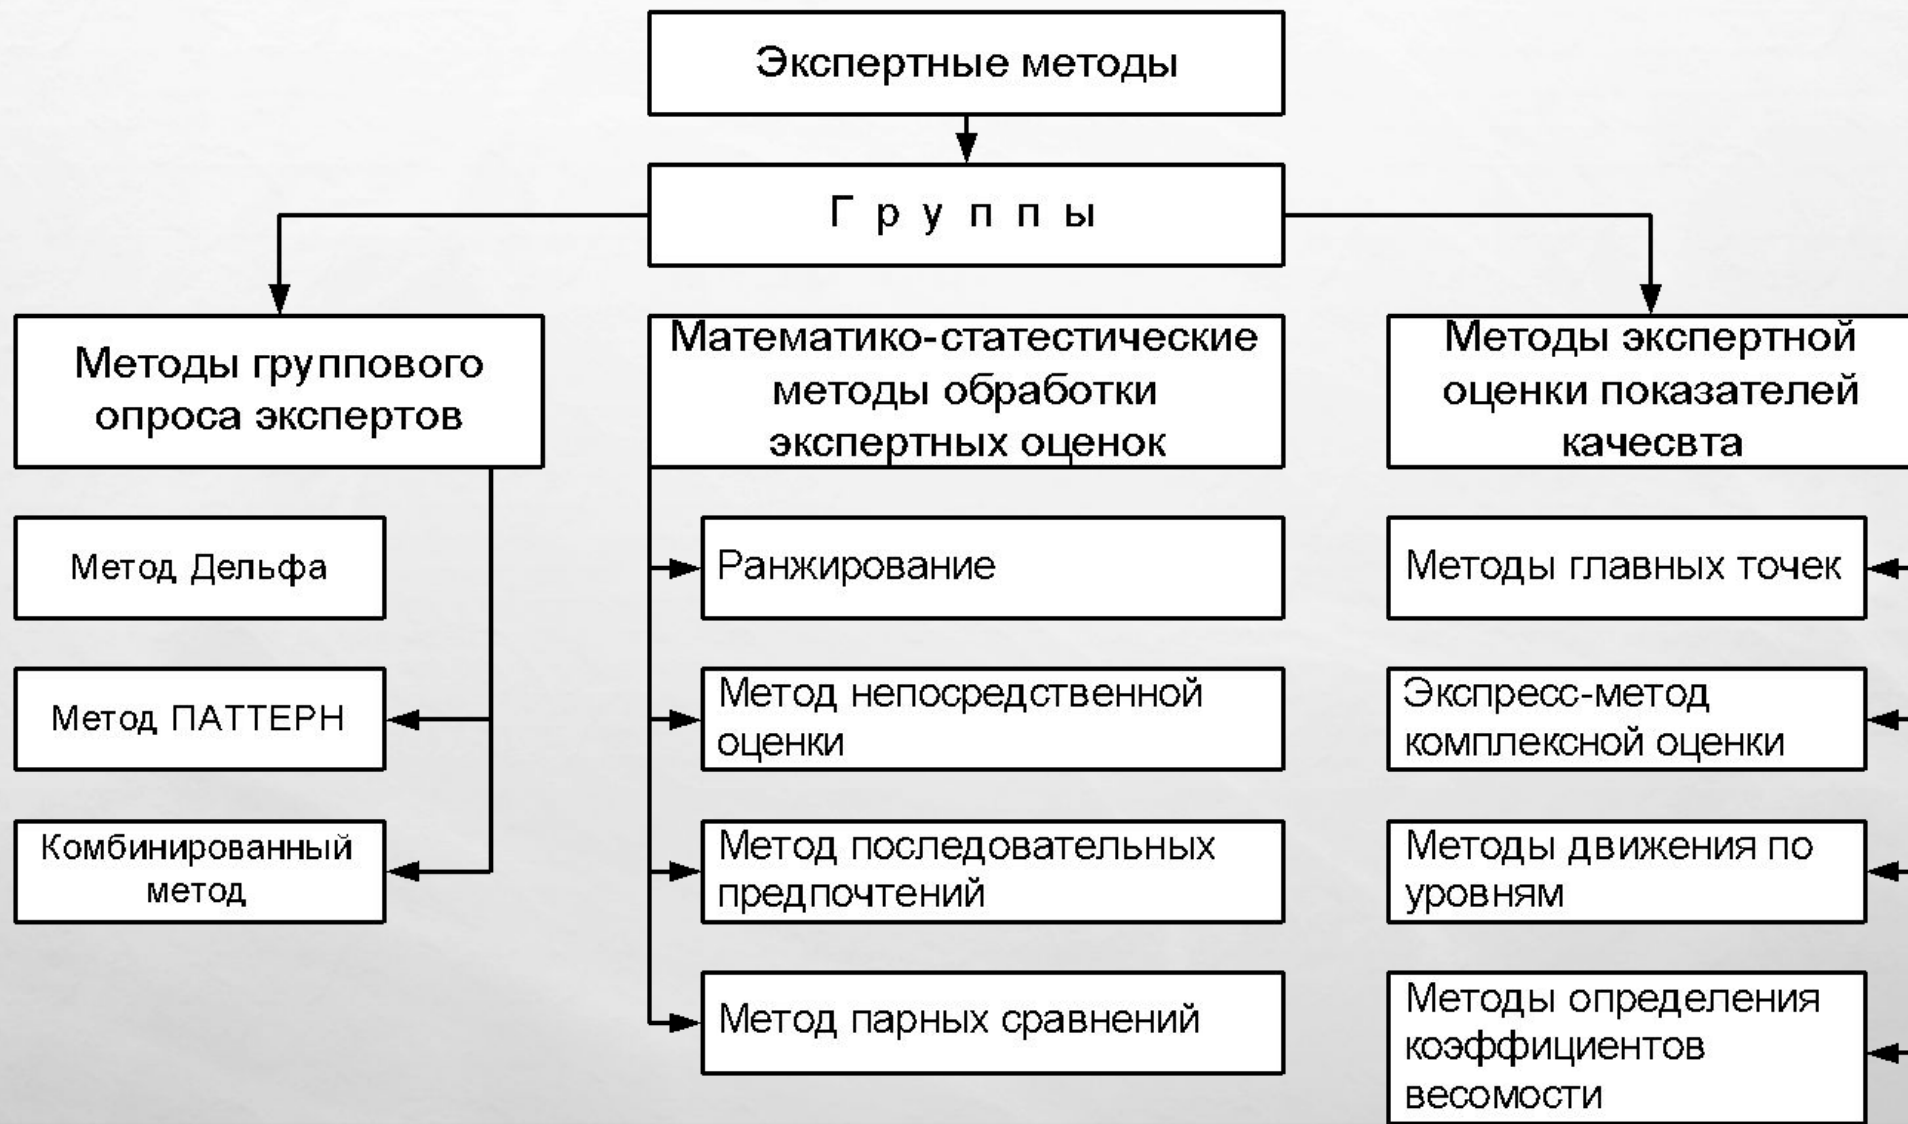 Экспертные методы
Г р у п п ы
Методы группового
опроса экспертов
Математико-статестические
методы обработки
экспертных оценок
Методы экспертной
оценки показателей
качесвта
Метод Дельфа
Метод ПАТТЕРН
Комбинированный
метод
Ранжирование
Метод непосредственной
оценки
Метод последовательных
предпочтений
Метод парных сравнений
Методы главных точек
Экспресс-метод
комплексной оценки
Методы движения по
уровням
Методы определения
коэффициентов
весомости